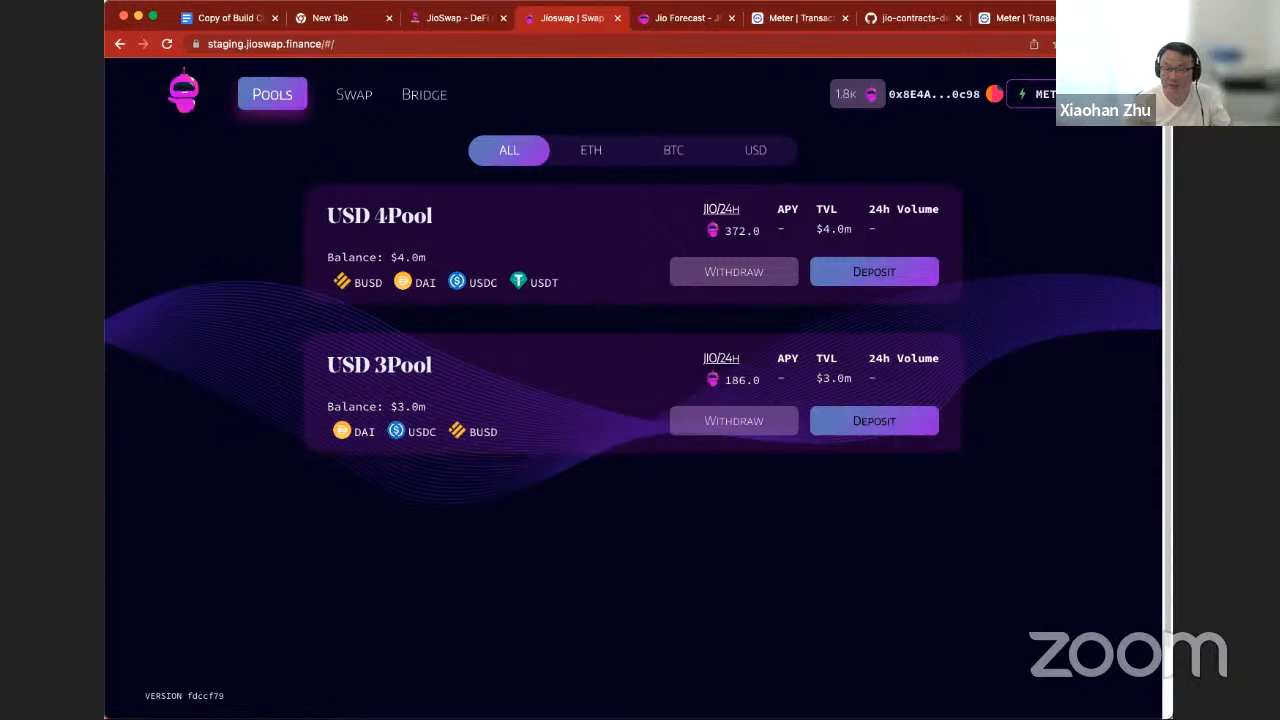 Copy of Build Cl
New Tab
JioSwap - DeFi
Jioswap | Swap
Jio Forecast - J
Meter | Transac
jio-contracts-de
Meter | Transa
staging.jioswap.finance/#/
Xiaohan Zhu
POOLS
SWAP
BRIDGE
1.8K
0x8E4A...0c98
MET
ALL
ETH
BTC
USD
USD 4Pool
JIO/24H
APY
TVL
24h Volume
372.0
–
$4.0m
–
Balance: $4.0m
WITHDRAW
DEPOSIT
BUSD
DAI
USDC
USDT
USD 3Pool
JIO/24H
APY
TVL
24h Volume
186.0
–
$3.0m
–
Balance: $3.0m
WITHDRAW
DEPOSIT
DAI
USDC
BUSD
zoom
VERSION fdccf79